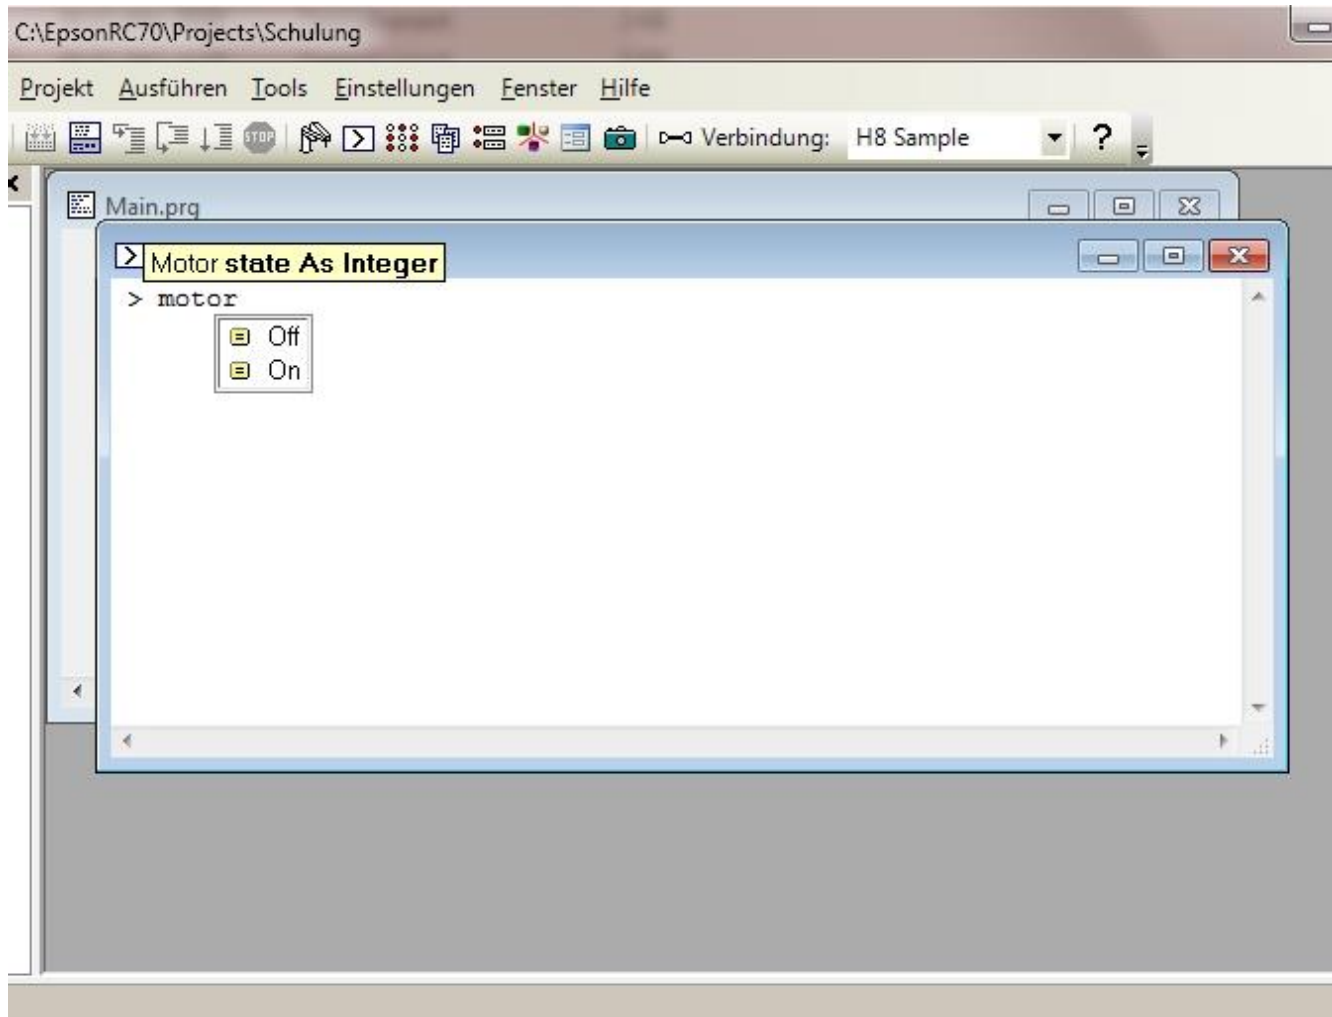 C:\EpsonRC70\Projects\Schulung
Projekt Ausführen Tools Einstellungen Fenster Hilfe
STOP Verbindung: H8 Sample ?
Main.prg
Motor state As Integer
> motor
Off
On